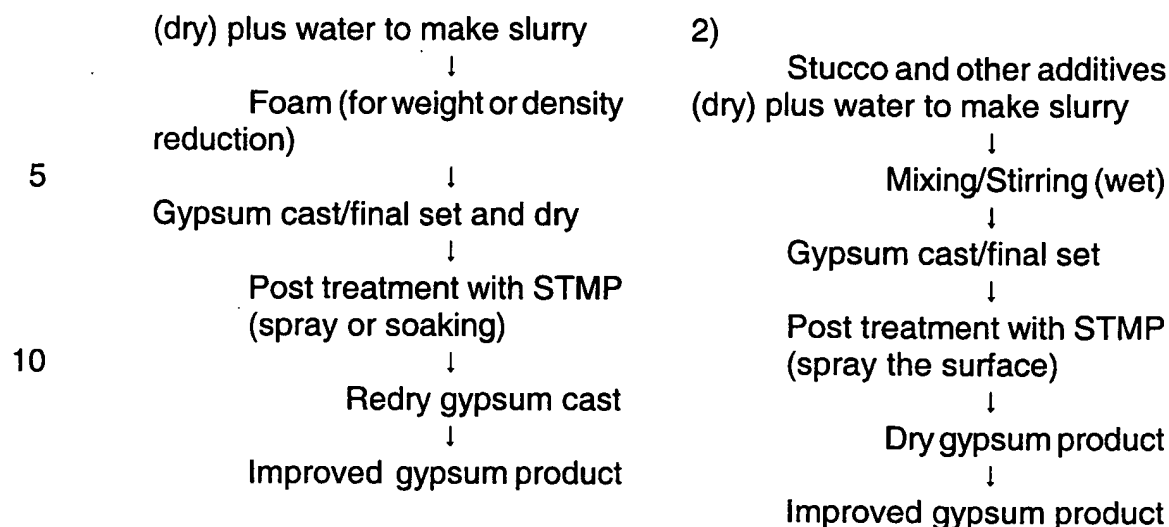 (dry) plus water to make slurry
↓
Foam (for weight or density
reduction)
↓
5
Gypsum cast/final set and dry
↓
Post treatment with STMP
(spray or soaking)
10
↓
Redry gypsum cast
↓
Improved gypsum product
2)
Stucco and other additives
(dry) plus water to make slurry
↓
Mixing/Stirring (wet)
↓
Gypsum cast/final set
↓
Post treatment with STMP
(spray the surface)
↓
Dry gypsum product
↓
Improved gypsum product